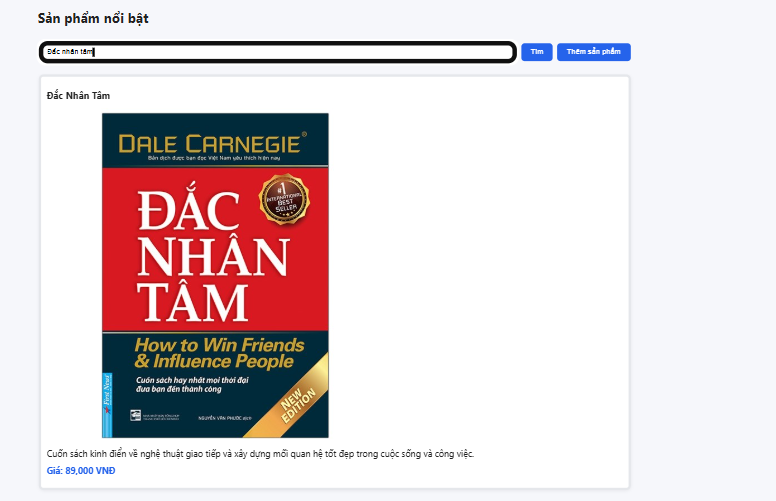 Sản phẩm nổi bật
Đắc nhân tâm
Tìm
Thêm sản phẩm
Đắc Nhân Tâm
DALE CARNEGIE®
Bản dịch được bạn đọc Việt Nam yêu thích hiện nay
#1
INTERNATIONAL
BEST
SELLER
ĐẮC
NHÂN
TÂM
How to Win Friends
& Influence People
Cuốn sách hay nhất mọi thời đại
đưa bạn đến thành công
First News
NEW
EDITION
NGUYỄN VĂN PHƯỚC dịch
Cuốn sách kinh điển về nghệ thuật giao tiếp và xây dựng mối quan hệ tốt đẹp trong cuộc sống và công việc.
Giá: 89,000 VNĐ